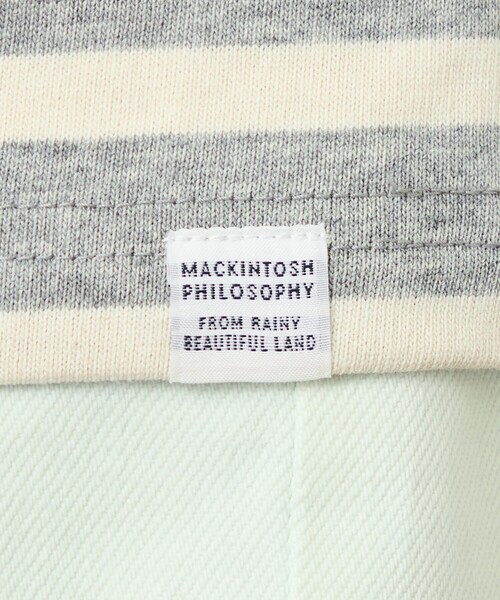 MACKINTOSH
PHILOSOPHY
FROM RAINY
BEAUTIFUL LAND